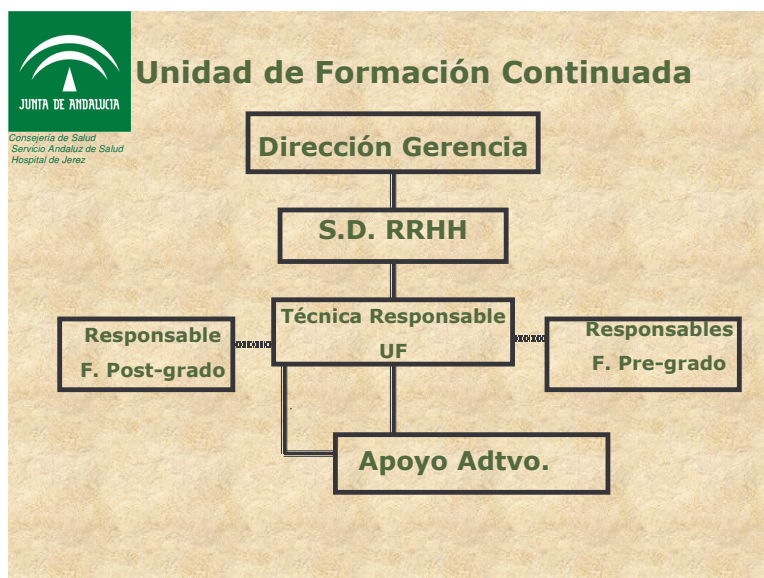 JUNTA DE ANDALUCIA
Consejería de Salud
Servicio Andaluz de Salud
Hospital de Jerez
Unidad de Formación Continuada
Dirección Gerencia
S.D. RRHH
Técnica Responsable
UF
Responsable
F. Post-grado
Responsables
F. Pre-grado
Apoyo Adtvo.